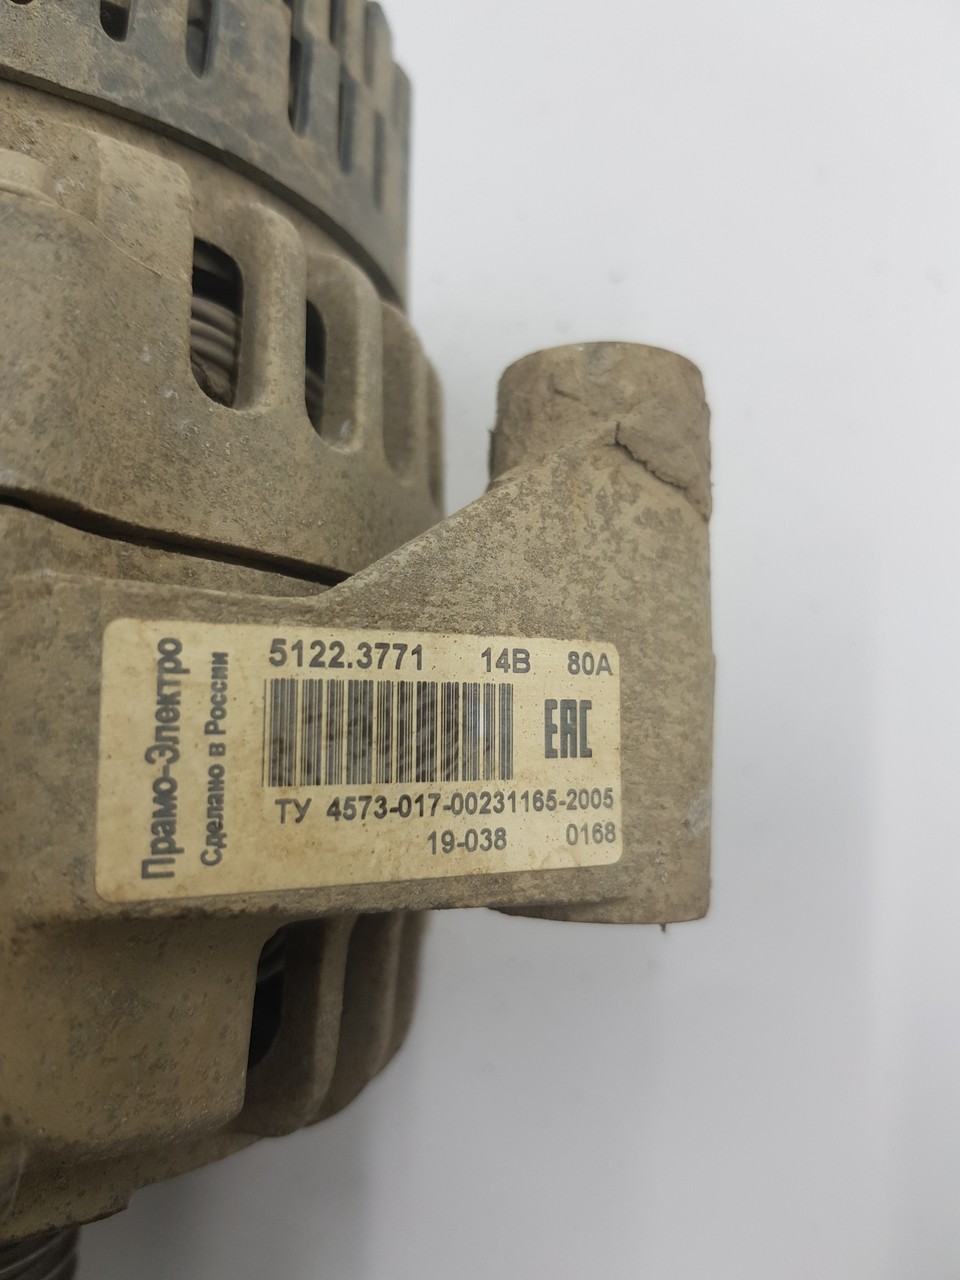 Прамо-Электро
Сделано в России
5122.3771 14В 80А
EAC
ТУ 4573-017-00231165-2005
19-038 0168